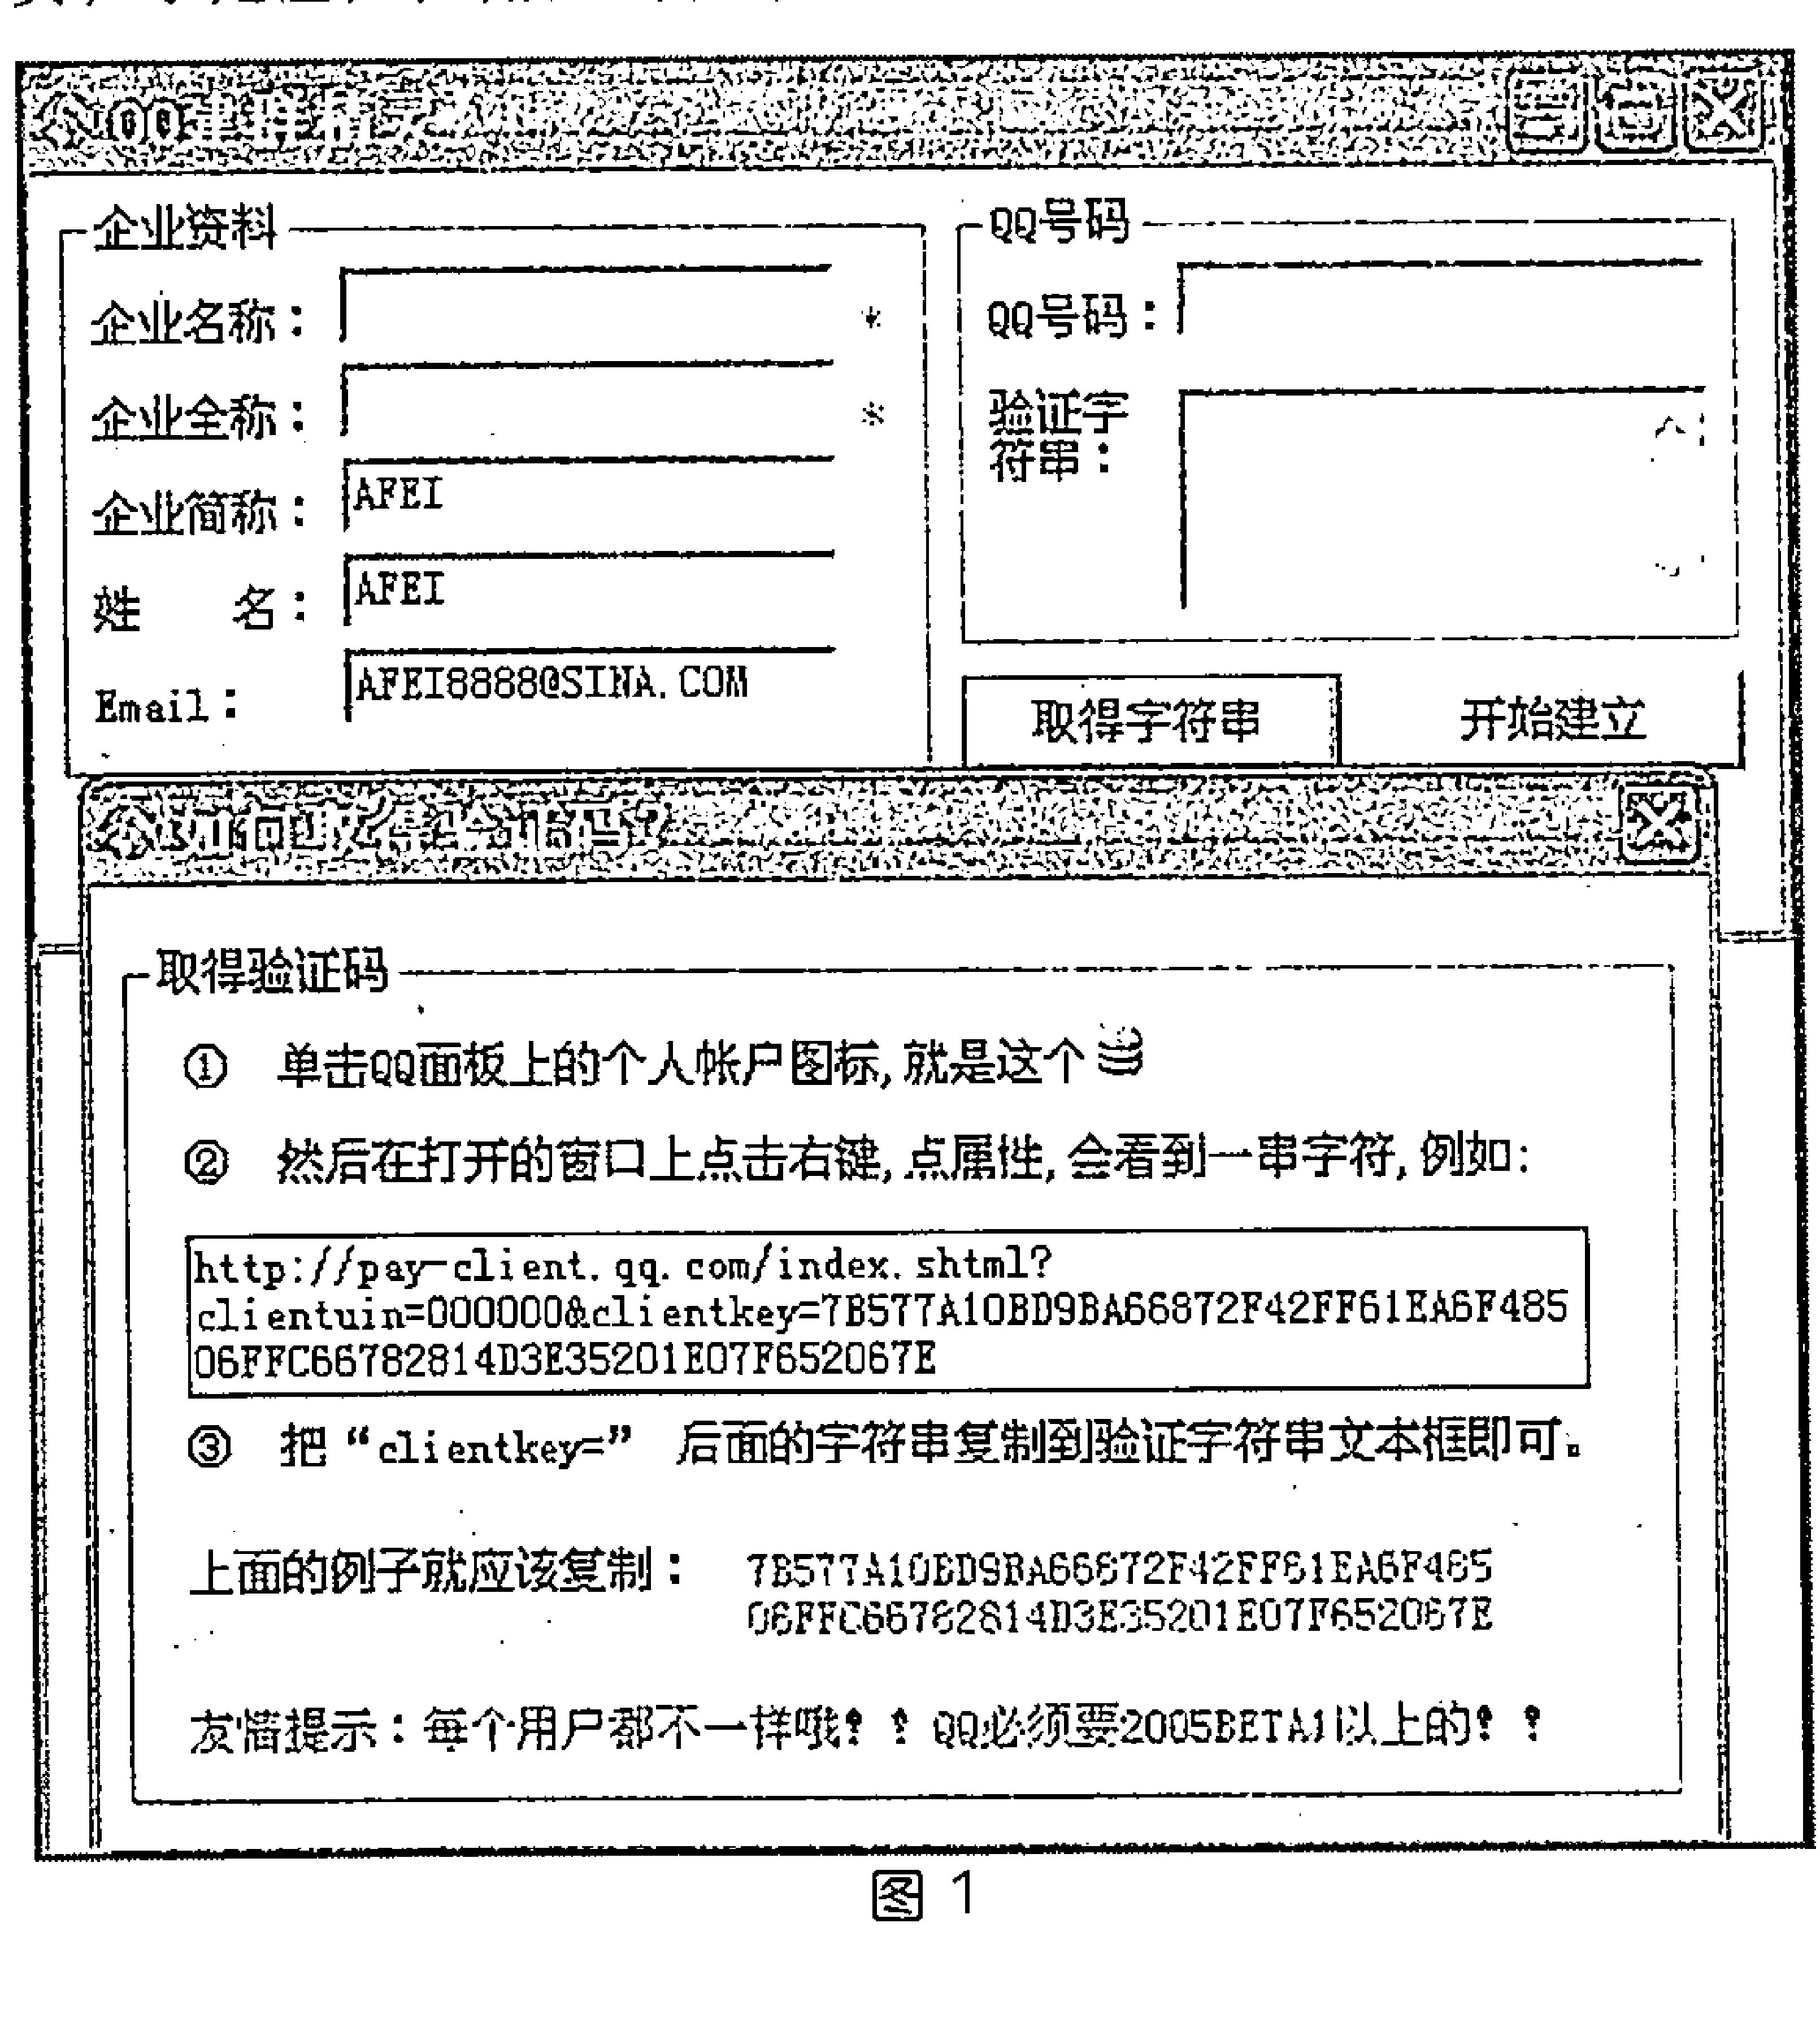 企业资料
企业名称： *
企业全称： *
企业简称： AFEI
姓 名： AFEI
Email： AFEI8888@SINA.COM
QQ号码
QQ号码：
验证字
符串：
取得字符串 开始建立
如何取得验证码?
取得验证码
① 单击QQ面板上的个人帐户图标,就是这个
② 然后在打开的窗口上点击右键,点属性,会看到一串字符,例如:
http://pay-client.qq.com/index.shtml?
clientuin=000000&clientkey=7B577A10BD9BA66872F42FF61EA6F485
06FFC66782814D3E35201E07F652067E
③ 把“clientkey=” 后面的字符串复制到验证字符串文本框即可。
上面的例子就应该复制： 7B577A10BD9BA66872F42FF61EA6F485
06FFC66782814D3E35201E07F652067E
友情提示：每个用户都不一样哦！！QQ必须要2005BETA1以上的！！
图 1